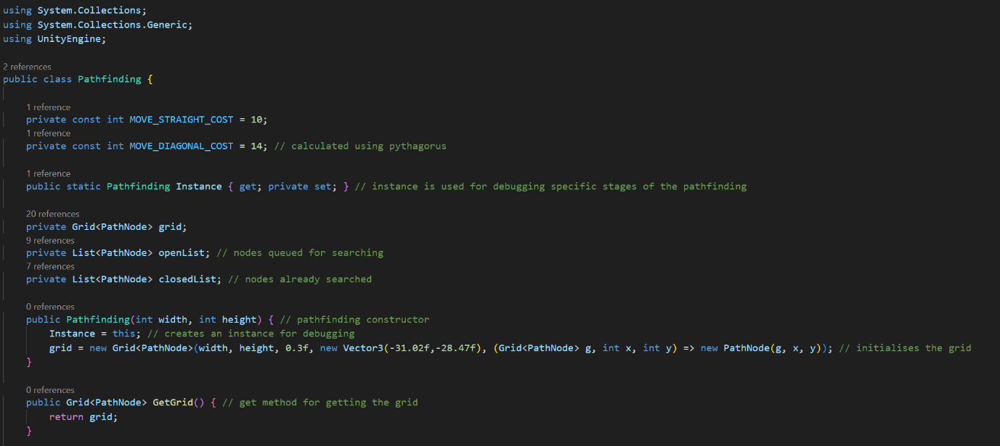 using System.Collections;
using System.Collections.Generic;
using UnityEngine;
2 references
public class Pathfinding {
1 reference
private const int MOVE_STRAIGHT_COST = 10;
1 reference
private const int MOVE_DIAGONAL_COST = 14; // calculated using pythagorus
1 reference
public static Pathfinding Instance { get; private set; } // instance is used for debugging specific stages of the pathfinding
20 references
private Grid<PathNode> grid;
9 references
private List<PathNode> openList; // nodes queued for searching
7 references
private List<PathNode> closedList; // nodes already searched
0 references
public Pathfinding(int width, int height) { // pathfinding constructor
Instance = this; // creates an instance for debugging
grid = new Grid<PathNode>(width, height, 0.3f, new Vector3(-31.02f,-28.47f), (Grid<PathNode> g, int x, int y) => new PathNode(g, x, y)); // initialises the grid
}
0 references
public Grid<PathNode> GetGrid() { // get method for getting the grid
return grid;
}